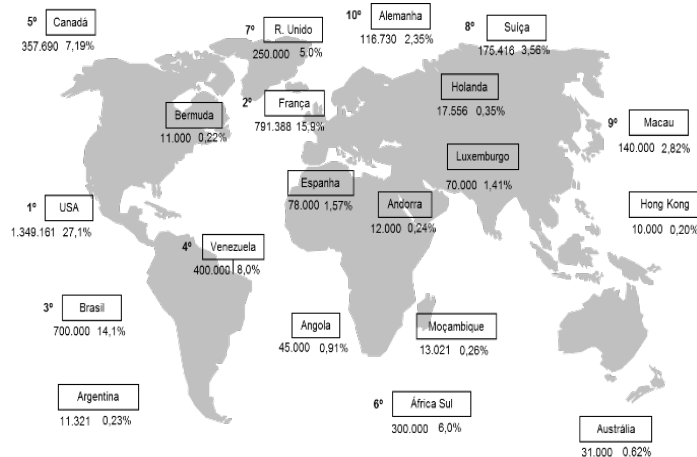 5º Canadá
357.690 7,19%
7º R. Unido
250.000 5.0%
10º Alemanha
116.730 2,35%
8º Suíça
175.416 3,56%
Bermuda
11.000 0,22%
2º França
791.388 15,9%
Holanda
17.556 0,35%
9º Macau
140.000 2,82%
Luxemburgo
70.000 1,41%
Espanha
78.000 1,57%
Andorra
12.000 0,24%
1º USA
1.349.161 27,1%
Hong Kong
10.000 0,20%
4º Venezuela
400.000 8,0%
3º Brasil
700.000 14,1%
Angola
45.000 0,91%
Moçambique
13.021 0,26%
Argentina
11.321 0,23%
6º África Sul
300.000 6,0%
Austrália
31.000 0.62%